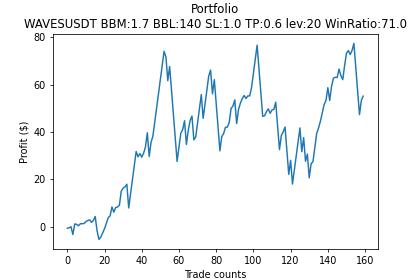 Portfolio
WAVESUSDT BBM:1.7 BBL:140 SL:1.0 TP:0.6 lev:20 WinRatio:71.0
80
60
40
20
0
Profit ($)
0 20 40 60 80 100 120 140 160
Trade counts